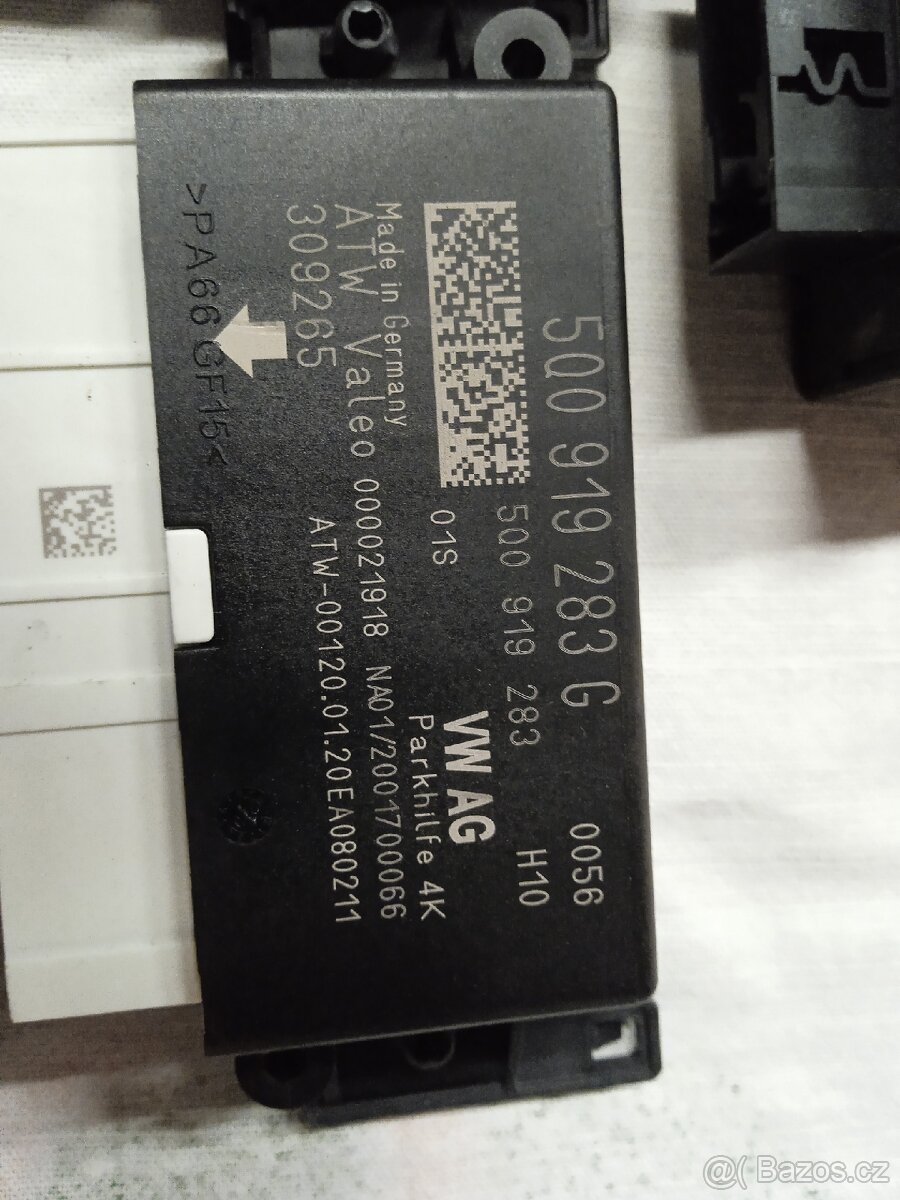 5Q0 919 283 G 0056
5Q0 919 283 H10
01S VW AG
Parkhilfe 4K
Made in Germany
ATW Valeo 000021918 NA01/2001700066
309265 ATW-00120.01.20EA080211
>PA66 GF15<
@( Bazos.cz